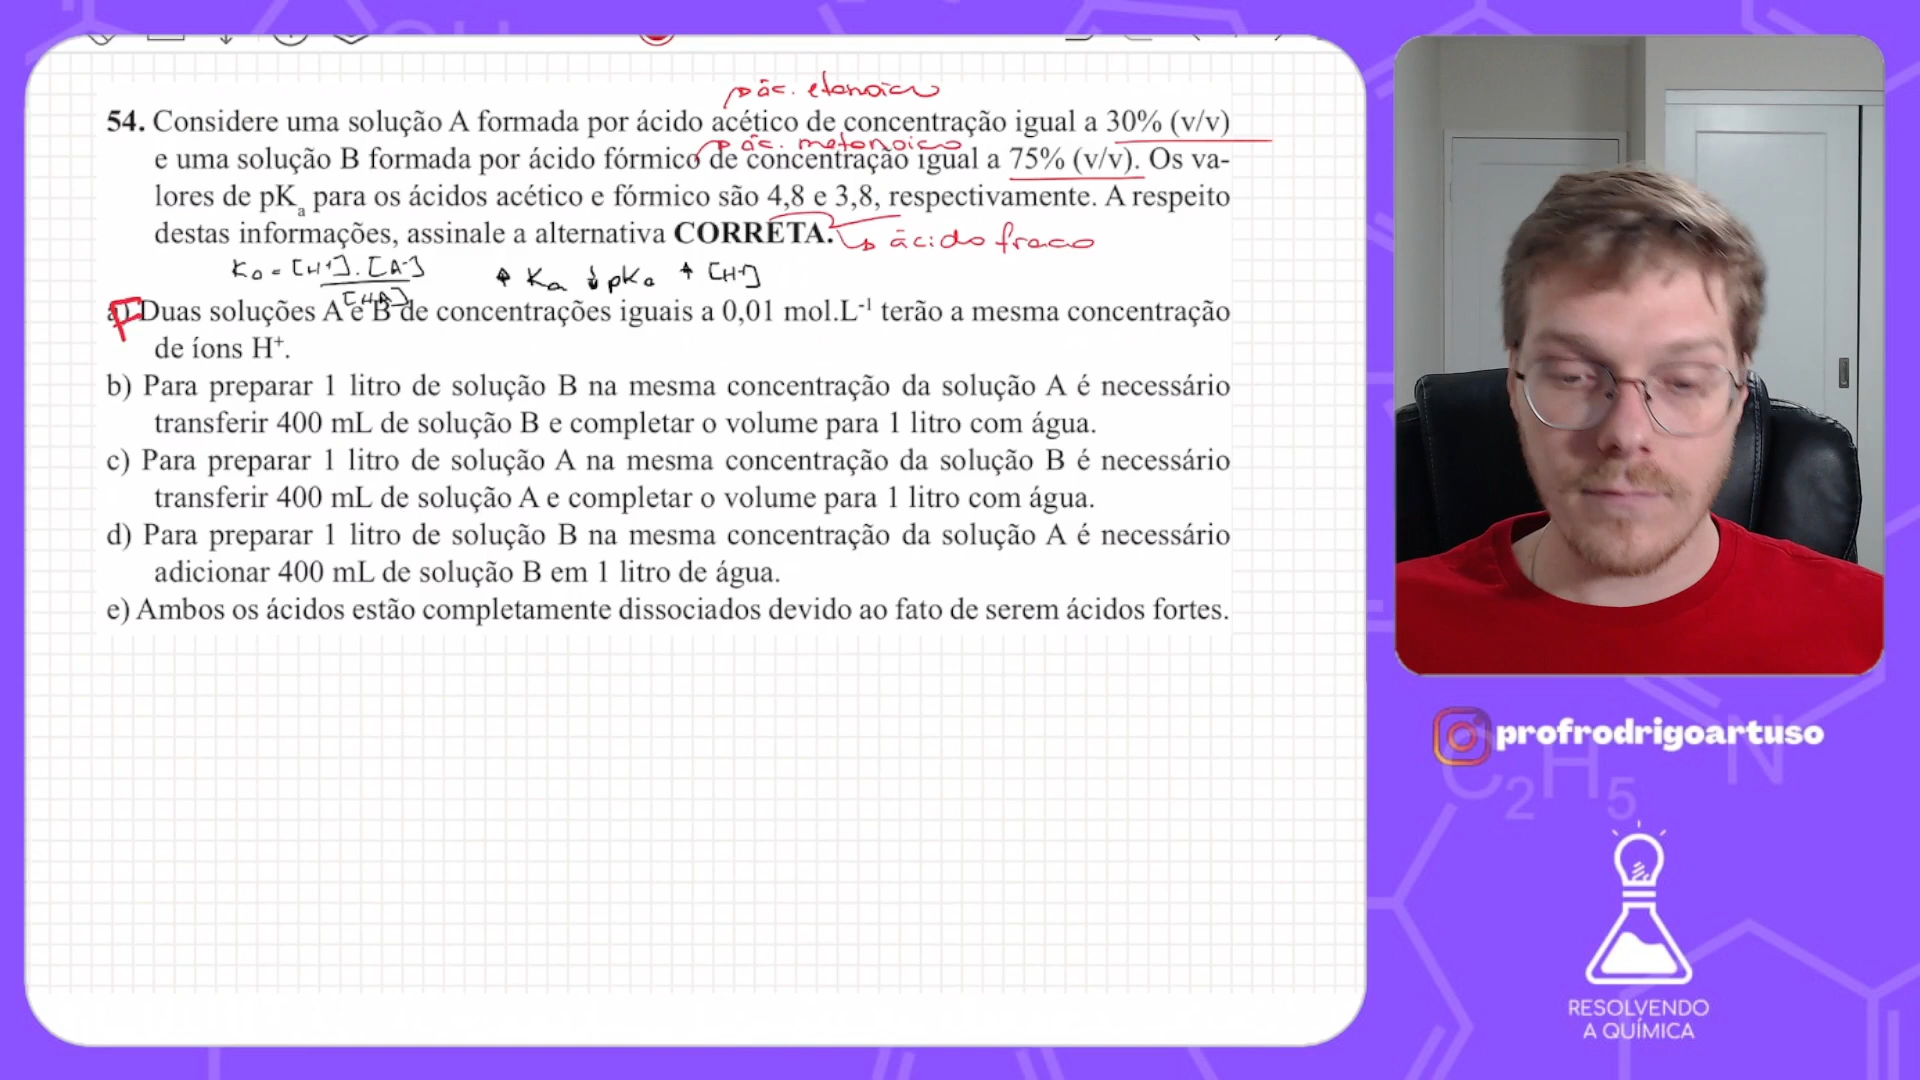 ác. etanoico
54. Considere uma solução A formada por ácido acético de concentração igual a 30% (v/v)
ác. metanoico
e uma solução B formada por ácido fórmico de concentração igual a 75% (v/v). Os va-
lores de pKa para os ácidos acético e fórmico são 4,8 e 3,8, respectivamente. A respeito
destas informações, assinale a alternativa CORRETA. ↳ ácido fraco
Ka = [H+] . [A-]
[HA]
↑ Ka ↓ pKa ↑ [H+]
F
a) Duas soluções A e B de concentrações iguais a 0,01 mol.L⁻¹ terão a mesma concentração
de íons H⁺.
b) Para preparar 1 litro de solução B na mesma concentração da solução A é necessário
transferir 400 mL de solução B e completar o volume para 1 litro com água.
c) Para preparar 1 litro de solução A na mesma concentração da solução B é necessário
transferir 400 mL de solução A e completar o volume para 1 litro com água.
d) Para preparar 1 litro de solução B na mesma concentração da solução A é necessário
adicionar 400 mL de solução B em 1 litro de água.
e) Ambos os ácidos estão completamente dissociados devido ao fato de serem ácidos fortes.
profrodrigoartuso
C₂H₅
N
RESOLVENDO
A QUÍMICA